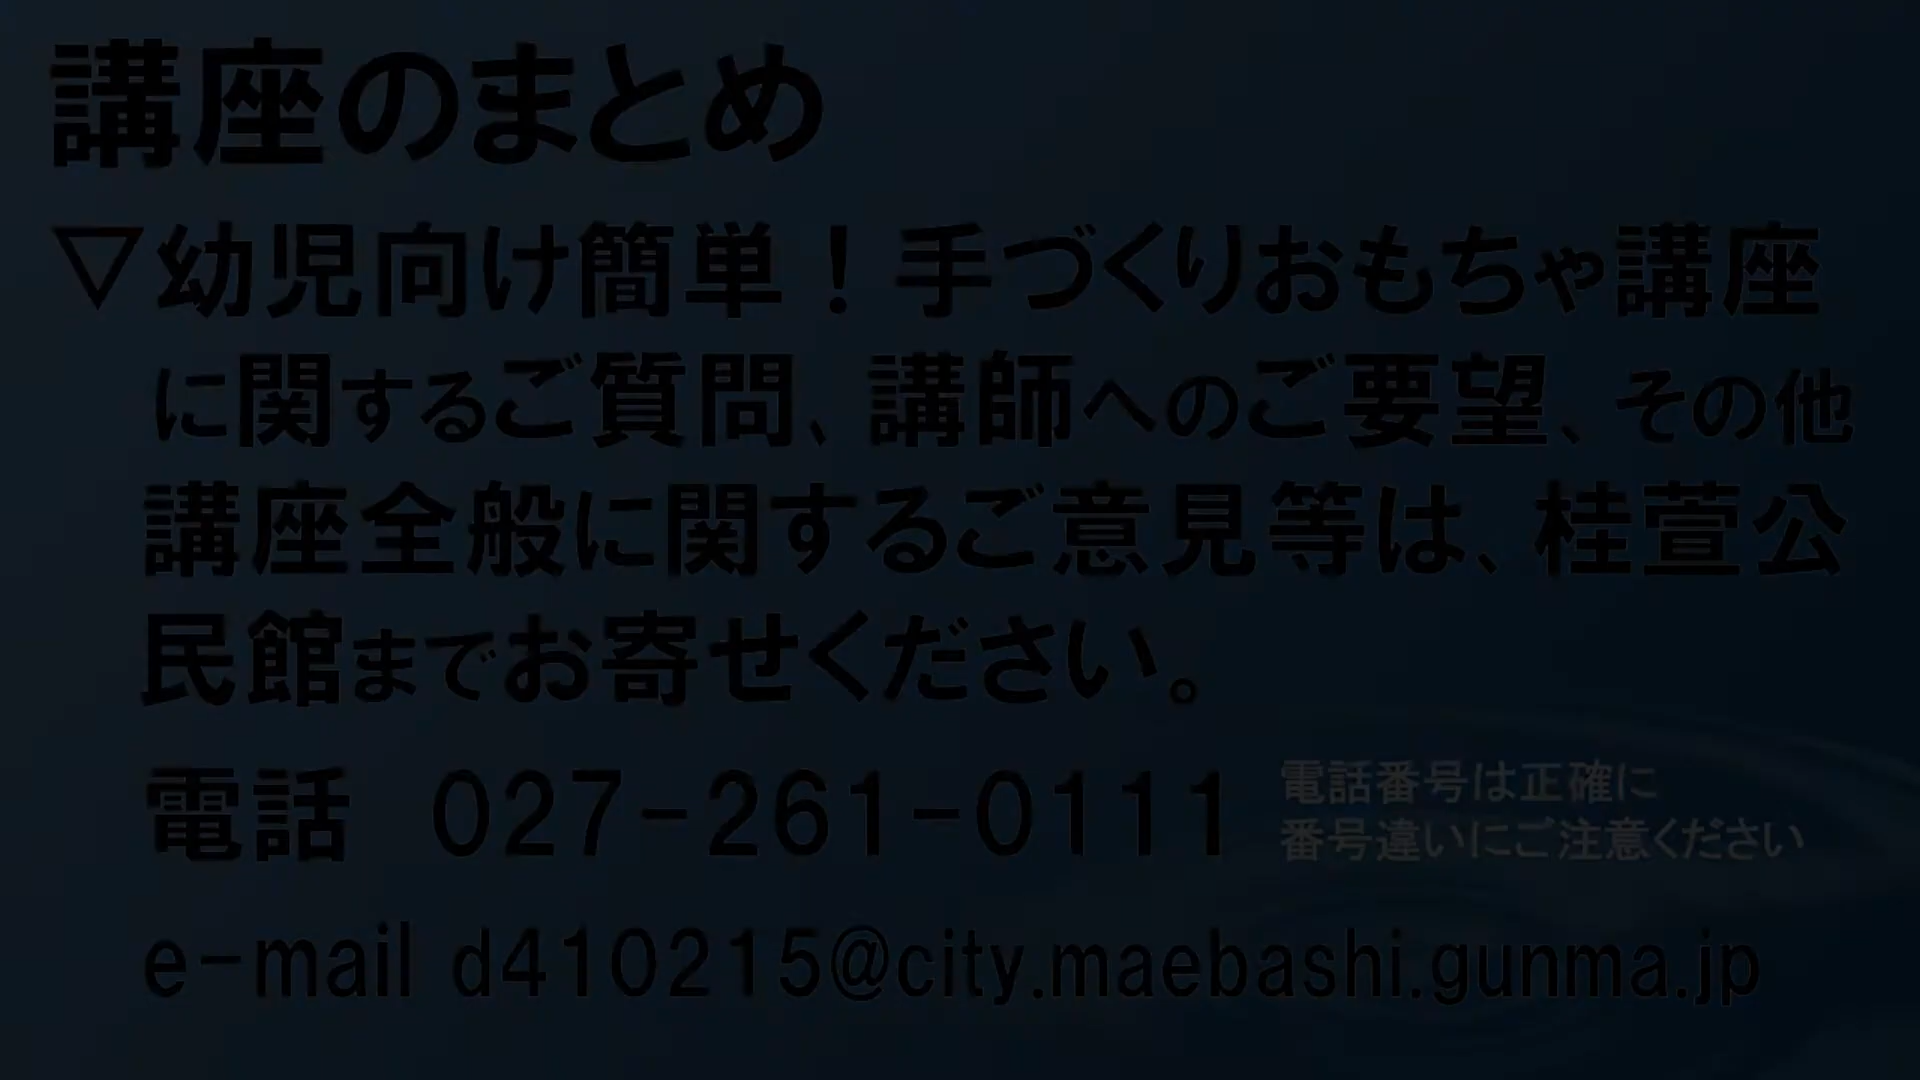 講座のまとめ
▽幼児向け簡単！手づくりおもちゃ講座
に関するご質問、講師へのご要望、その他
講座全般に関するご意見等は、桂萱公
民館までお寄せください。
電話　027-261-0111
電話番号は正確に
番号違いにご注意ください
e-mail d410215@city.maebashi.gunma.jp